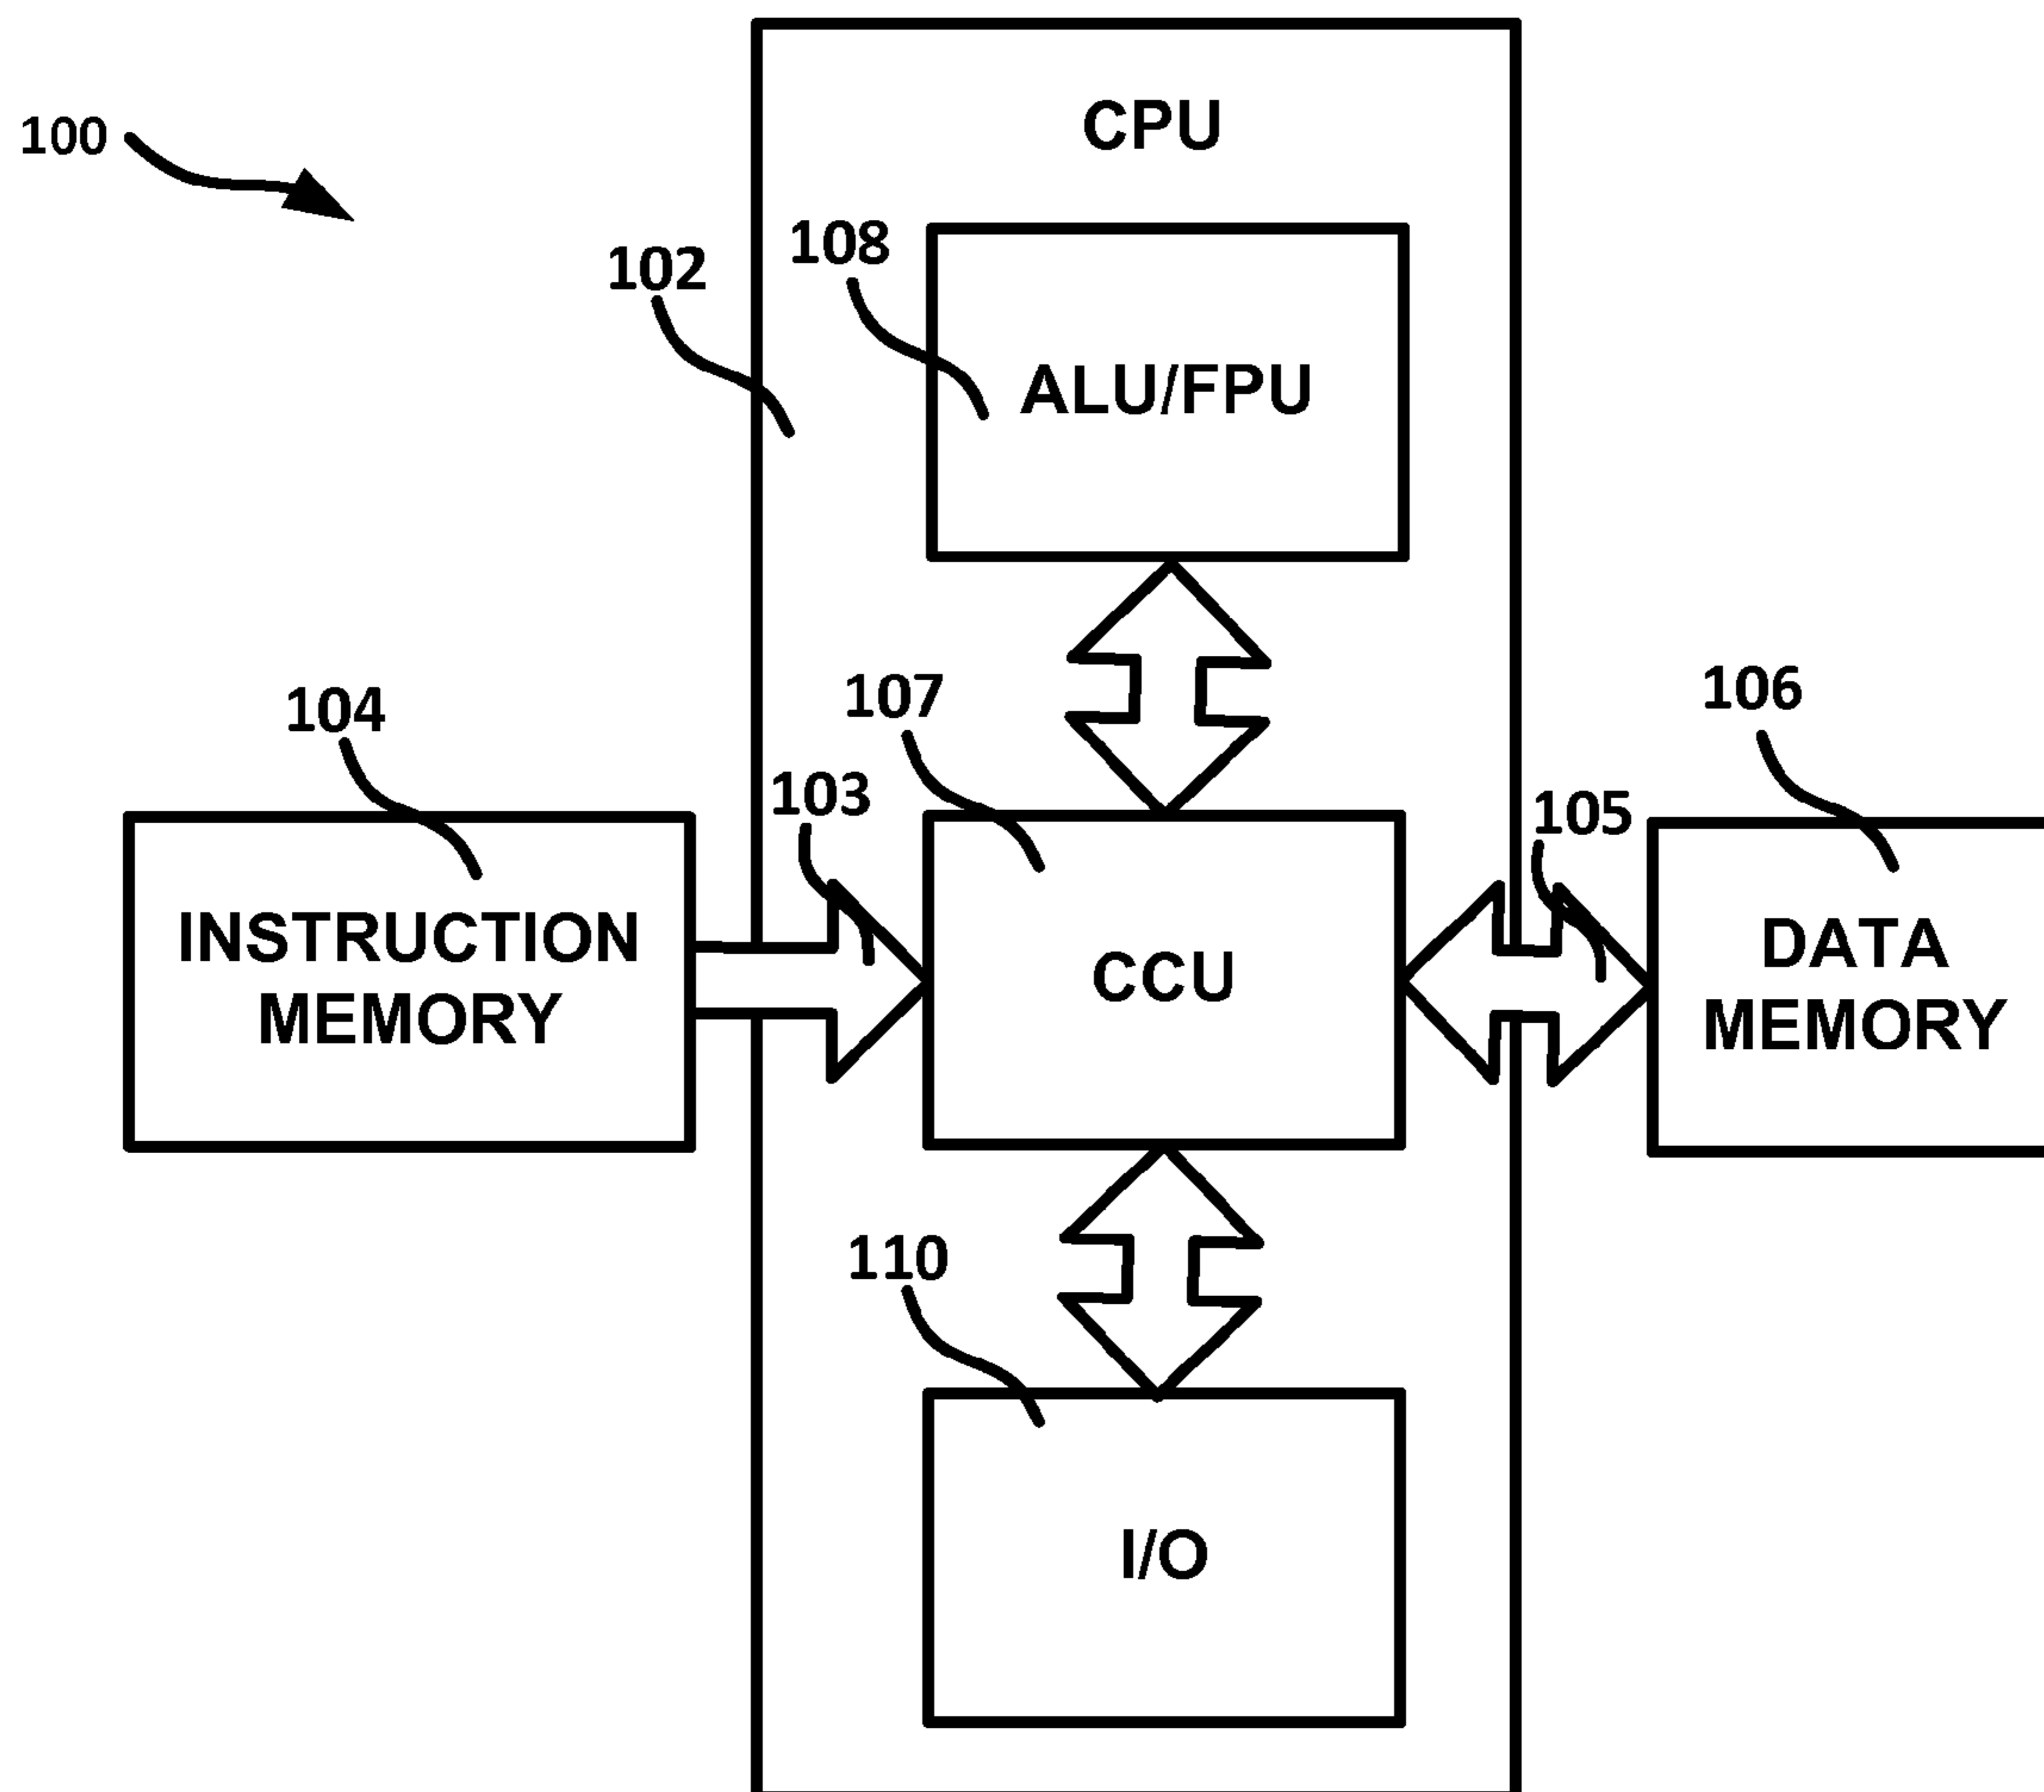 CPU
100
108
102
ALU/FPU
104
107
106
103
105
INSTRUCTION
MEMORY
CCU
DATA
MEMORY
110
I/O